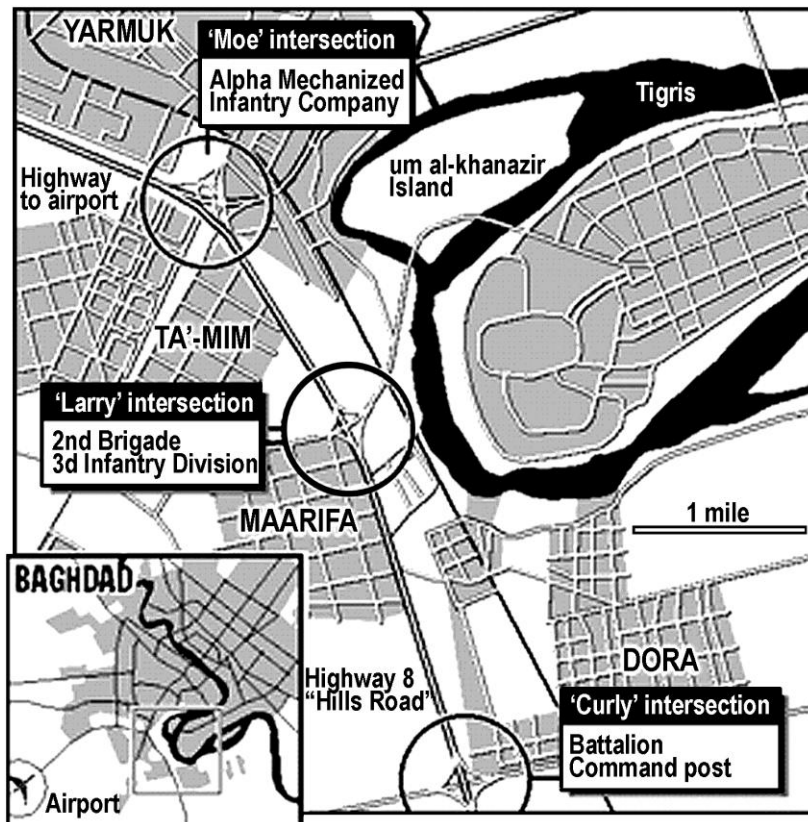 YARMUK
'Moe' intersection
Alpha Mechanized
Infantry Company
Tigris
um al-khanazir
Island
Highway
to airport
TA'-MIM
'Larry' intersection
2nd Brigade
3d Infantry Division
MAARIFA
1 mile
BAGHDAD
Airport
Highway 8
"Hills Road'
DORA
'Curly' intersection
Battalion
Command post